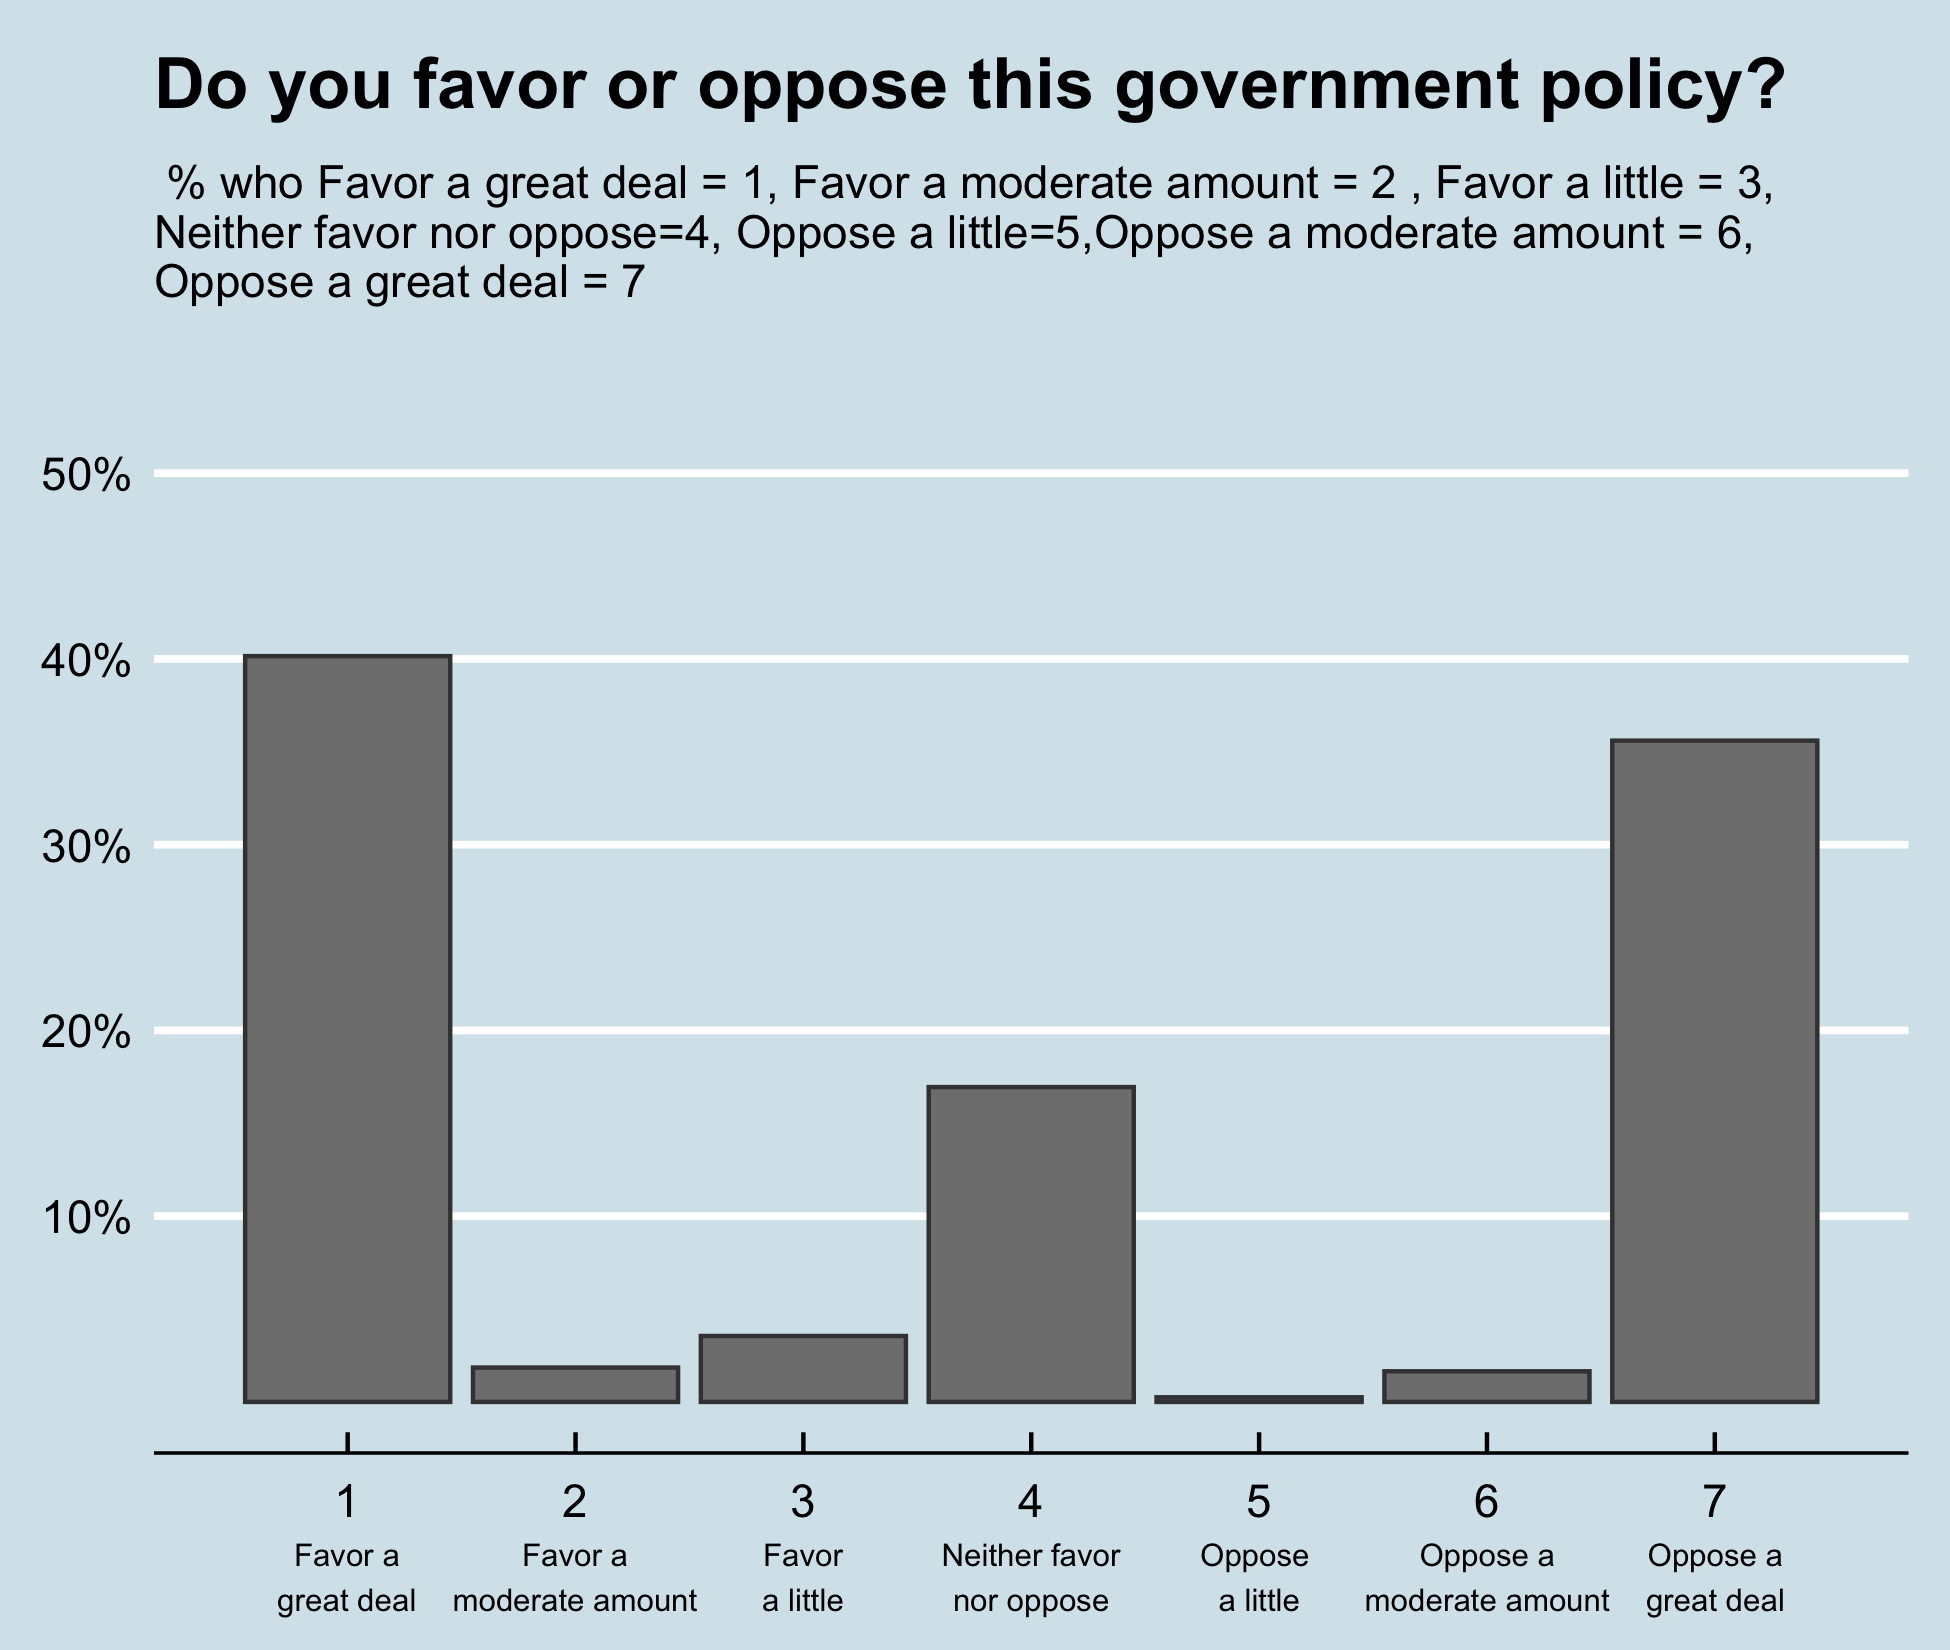 Do you favor or oppose this government policy?
% who Favor a great deal = 1, Favor a moderate amount = 2 , Favor a little = 3,
Neither favor nor oppose=4, Oppose a little=5,Oppose a moderate amount = 6,
Oppose a great deal = 7
50%
40%
30%
20%
10%
1 2 3 4 5 6 7
Favor a Favor a Favor Neither favor Oppose Oppose a Oppose a
great deal moderate amount a little nor oppose a little moderate amount great deal